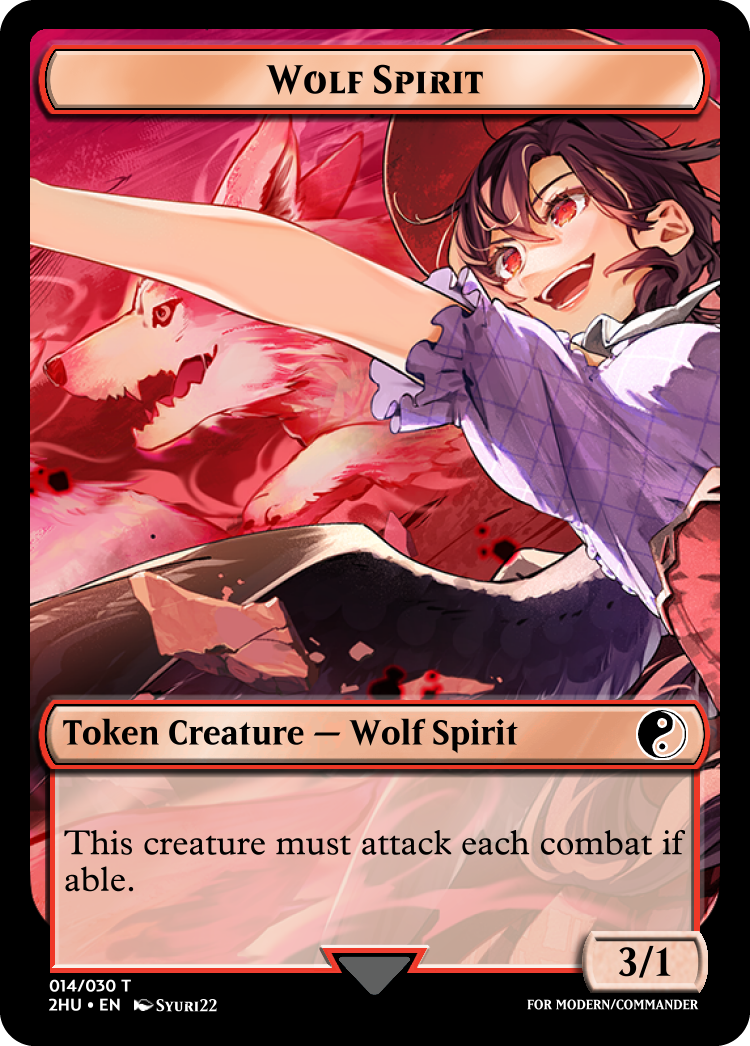 Wolf Spirit
Token Creature — Wolf Spirit
This creature must attack each combat if
able.
3/1
014/030 T
2HU • EN Syuri22
FOR MODERN/COMMANDER